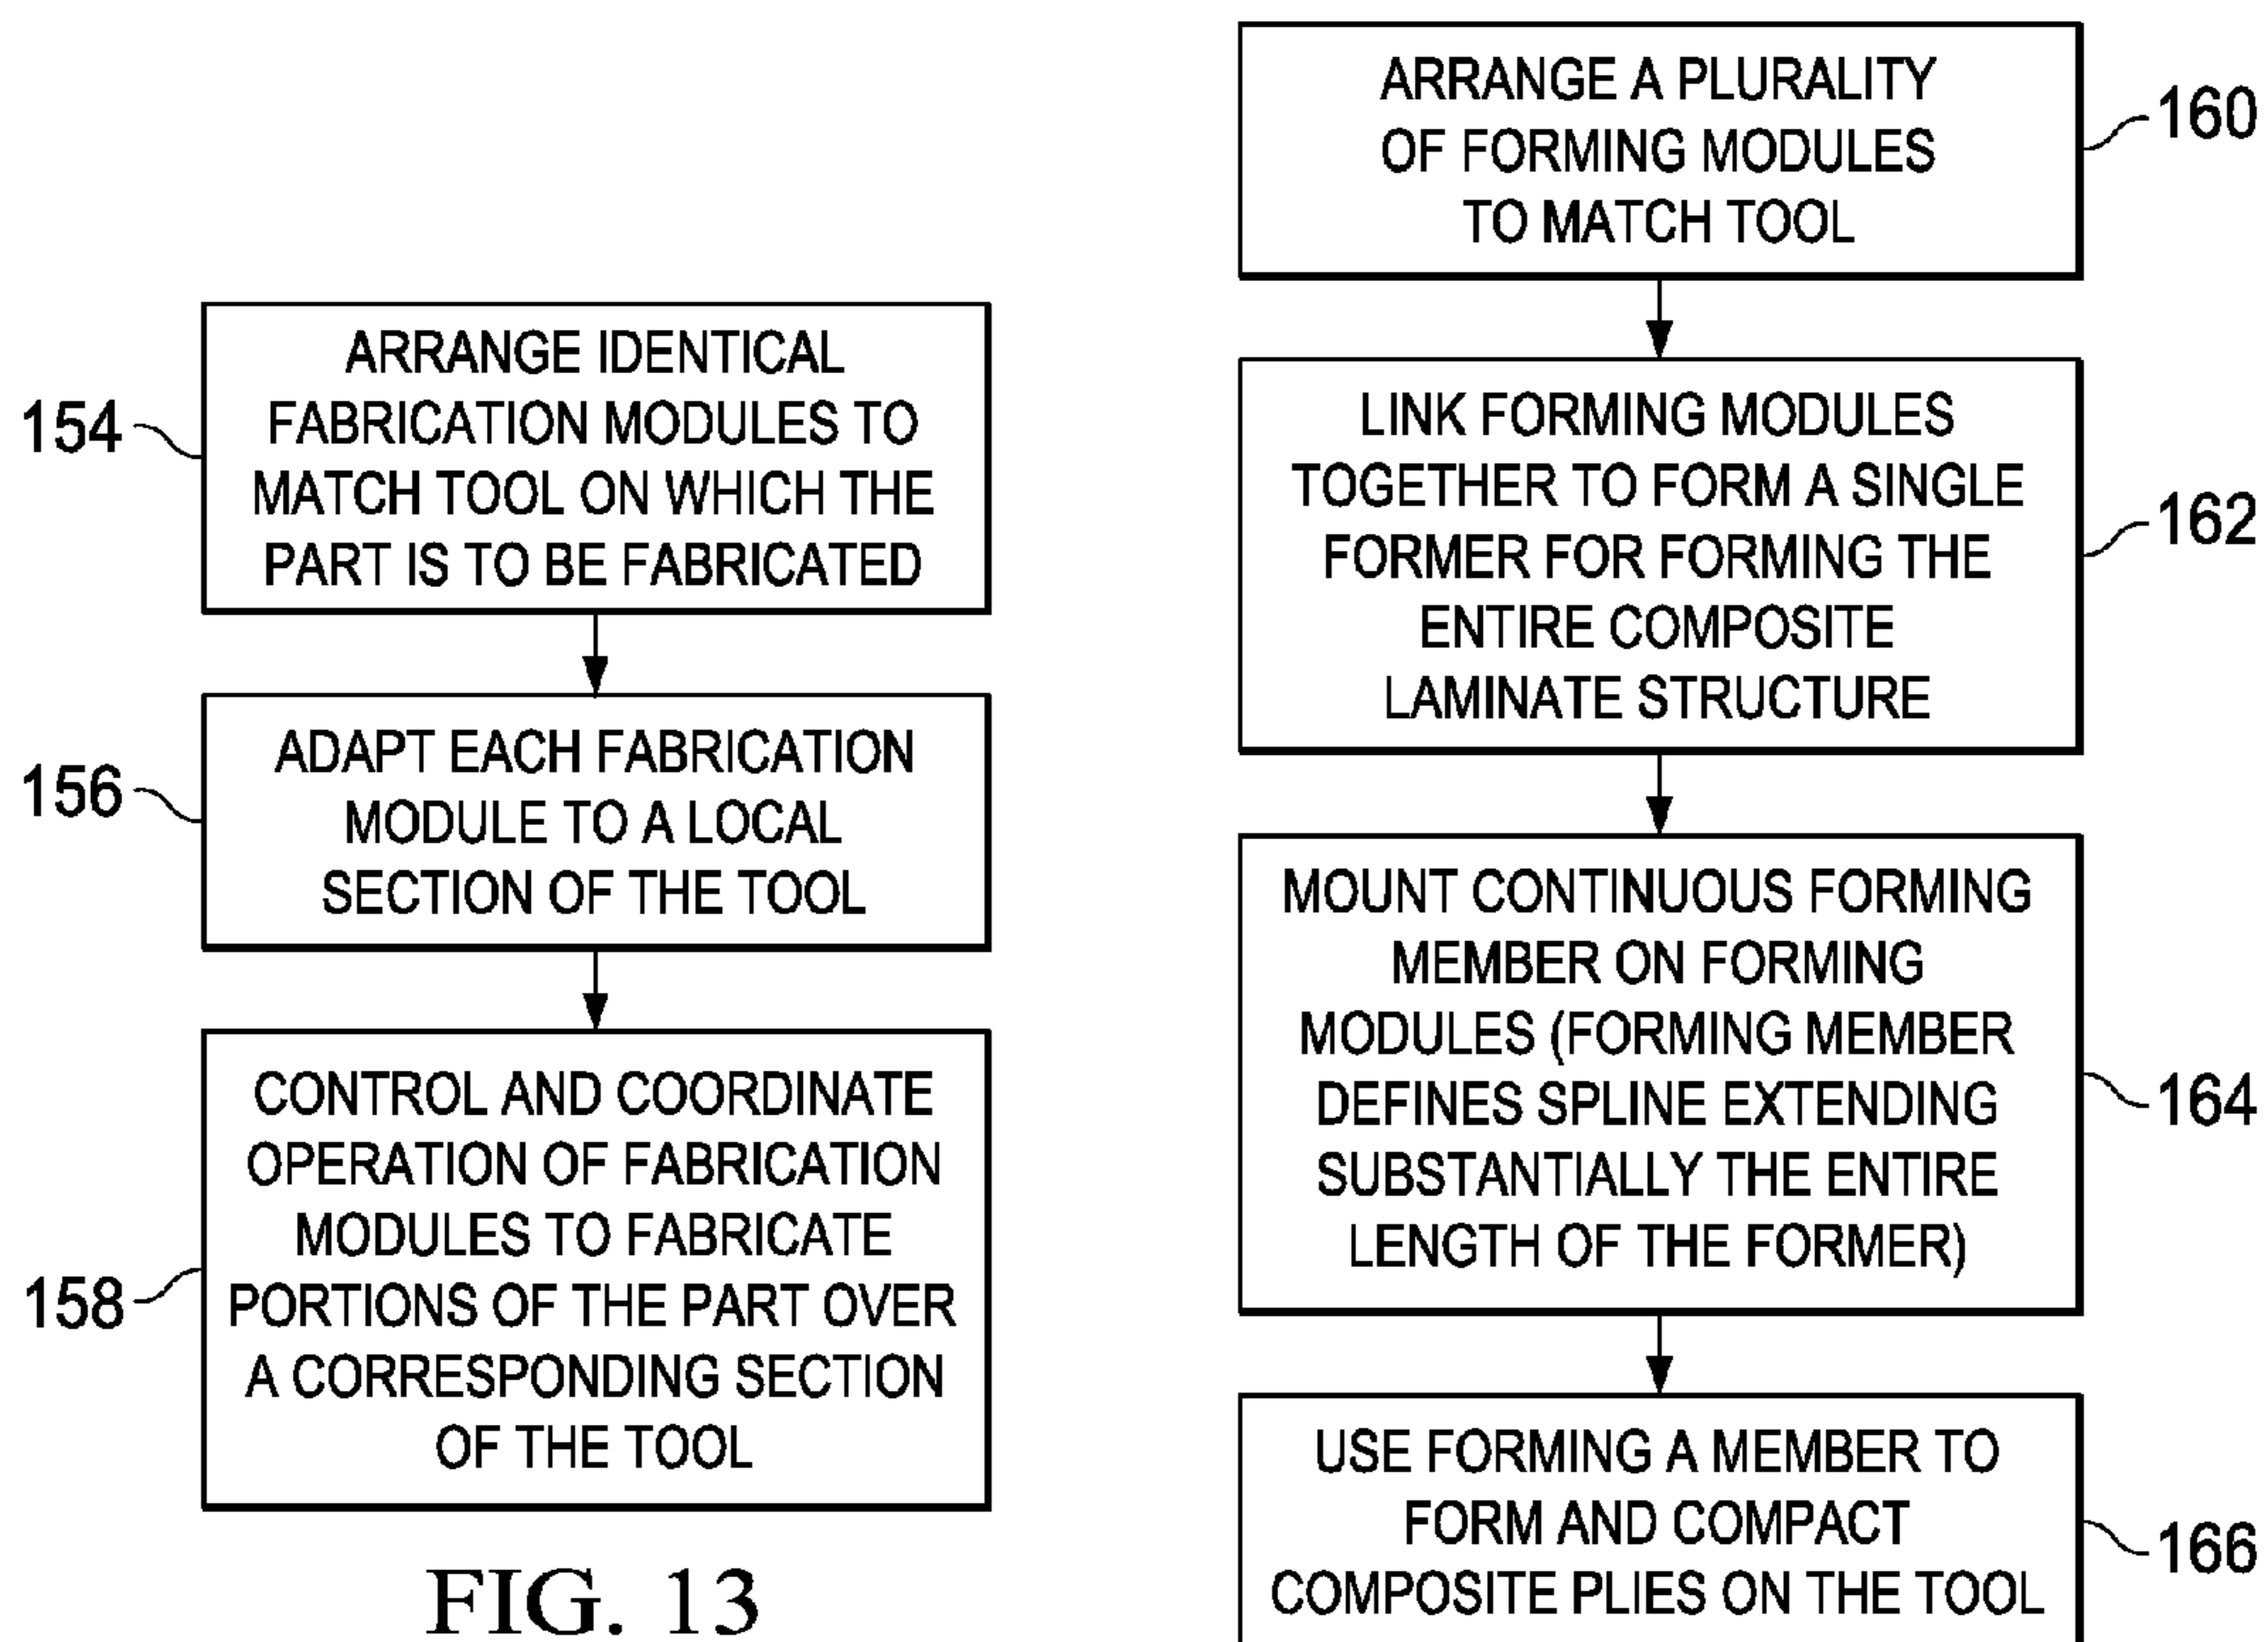 154
ARRANGE IDENTICAL
FABRICATION MODULES TO
MATCH TOOL ON WHICH THE
PART IS TO BE FABRICATED
156
ADAPT EACH FABRICATION
MODULE TO A LOCAL
SECTION OF THE TOOL
158
CONTROL AND COORDINATE
OPERATION OF FABRICATION
MODULES TO FABRICATE
PORTIONS OF THE PART OVER
A CORRESPONDING SECTION
OF THE TOOL
FIG. 13
ARRANGE A PLURALITY
OF FORMING MODULES
TO MATCH TOOL
160
LINK FORMING MODULES
TOGETHER TO FORM A SINGLE
FORMER FOR FORMING THE
ENTIRE COMPOSITE
LAMINATE STRUCTURE
162
MOUNT CONTINUOUS FORMING
MEMBER ON FORMING
MODULES (FORMING MEMBER
DEFINES SPLINE EXTENDING
SUBSTANTIALLY THE ENTIRE
LENGTH OF THE FORMER)
164
USE FORMING A MEMBER TO
FORM AND COMPACT
COMPOSITE PLIES ON THE TOOL
166